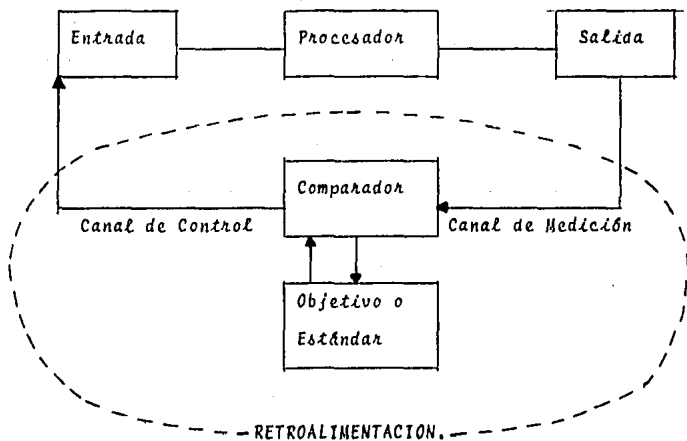 Entrada
Procesador
Salida
Comparador
Canal de Control
Canal de Medición
Objetivo o
Estándar
RETROALIMENTACION.